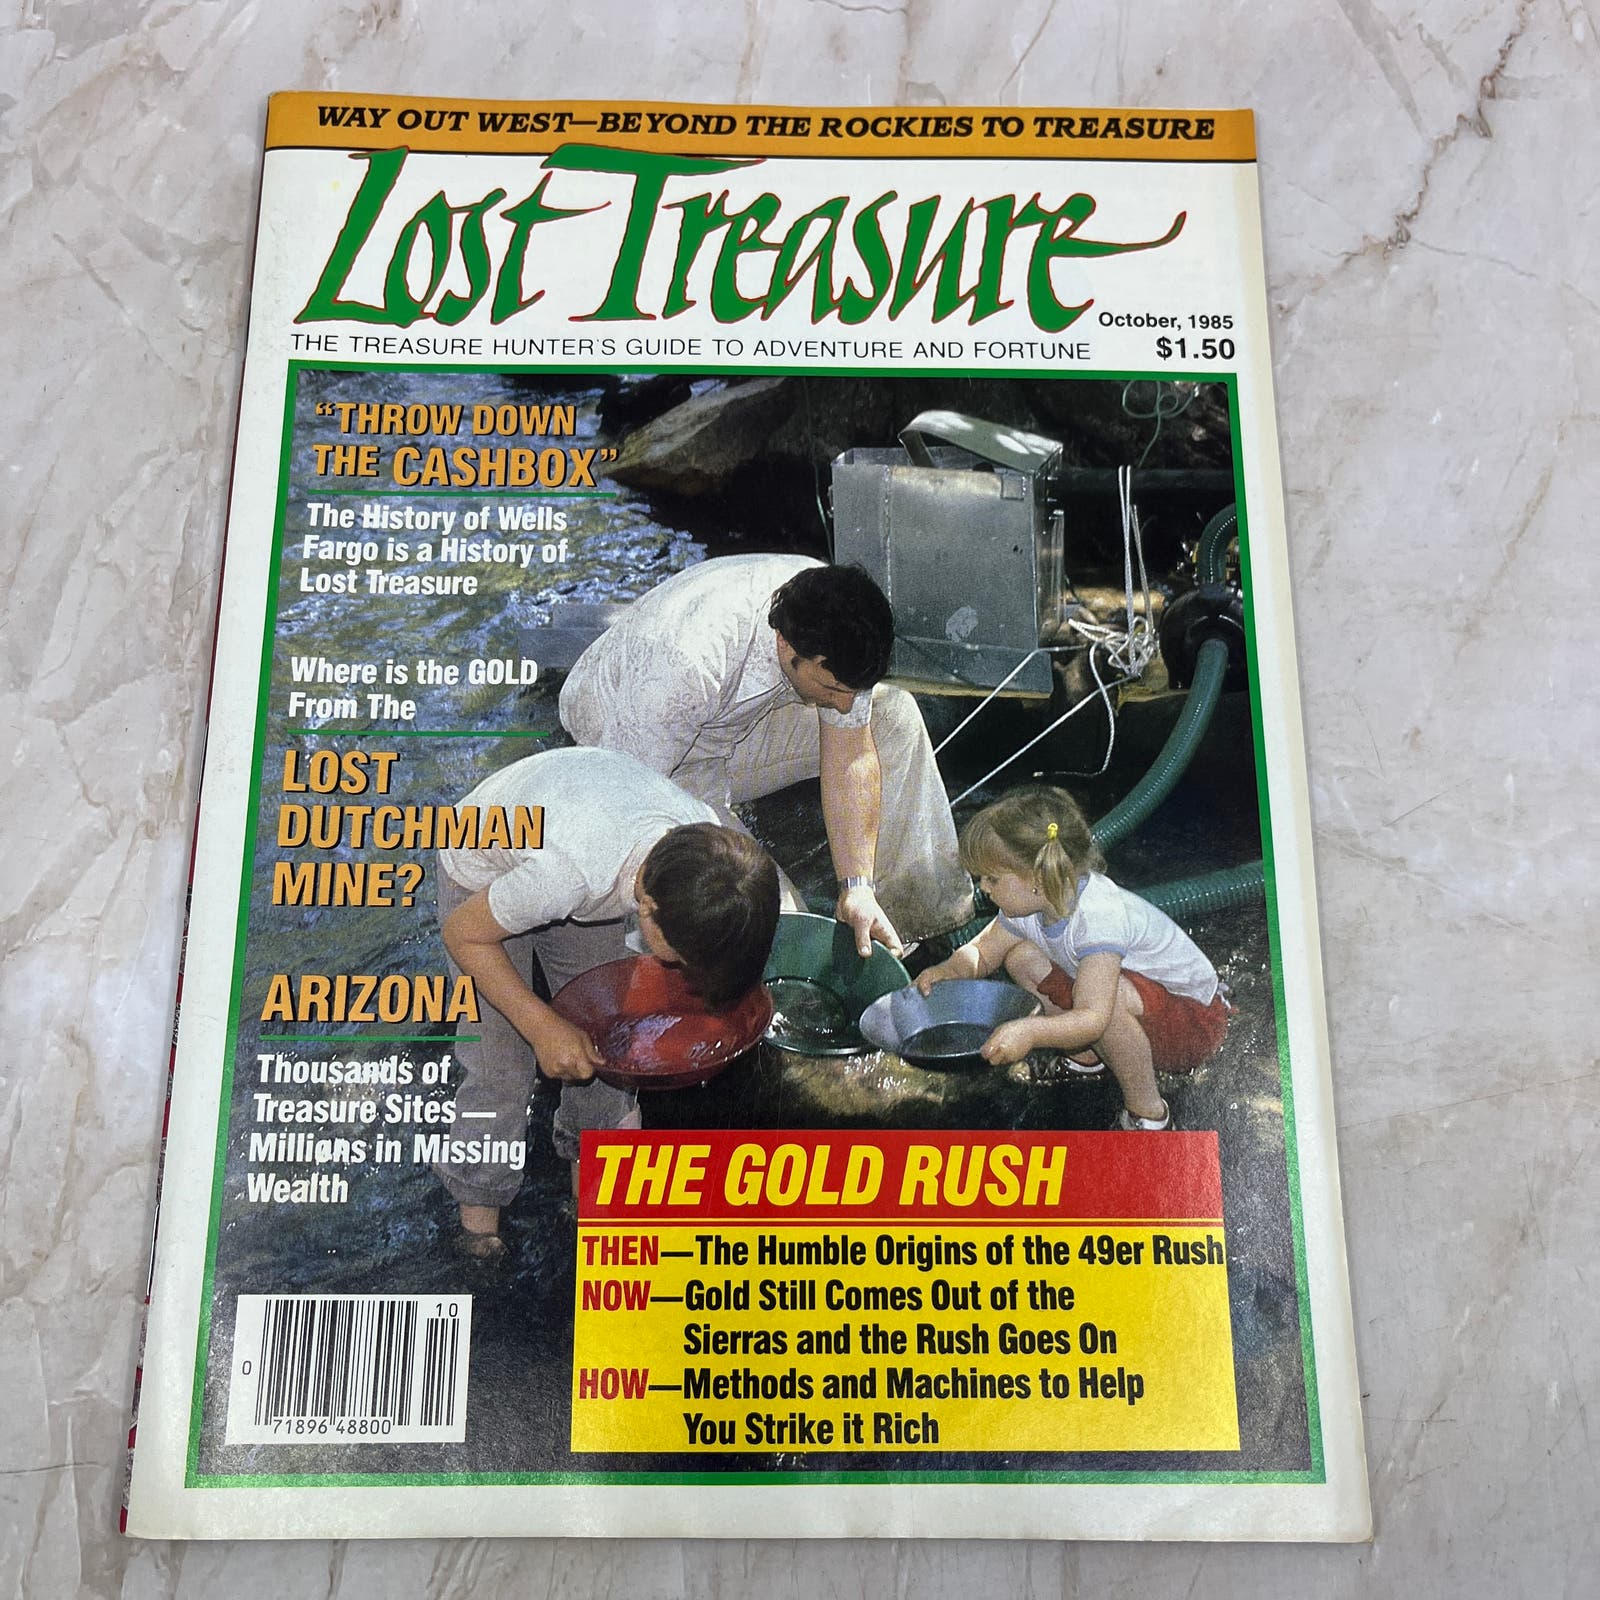 WAY OUT WEST—BEYOND THE ROCKIES TO TREASURE
Lost Treasure
October, 1985
THE TREASURE HUNTER'S GUIDE TO ADVENTURE AND FORTUNE
$1.50
"THROW DOWN
THE CASHBOX"
The History of Wells
Fargo is a History of
Lost Treasure
Where is the GOLD
From The
LOST
DUTCHMAN
MINE?
ARIZONA
Thousands of
Treasure Sites—
Millions in Missing
Wealth
THE GOLD RUSH
THEN—The Humble Origins of the 49er Rush
NOW—Gold Still Comes Out of the
Sierras and the Rush Goes On
HOW—Methods and Machines to Help
You Strike it Rich
10
0
71896 48800